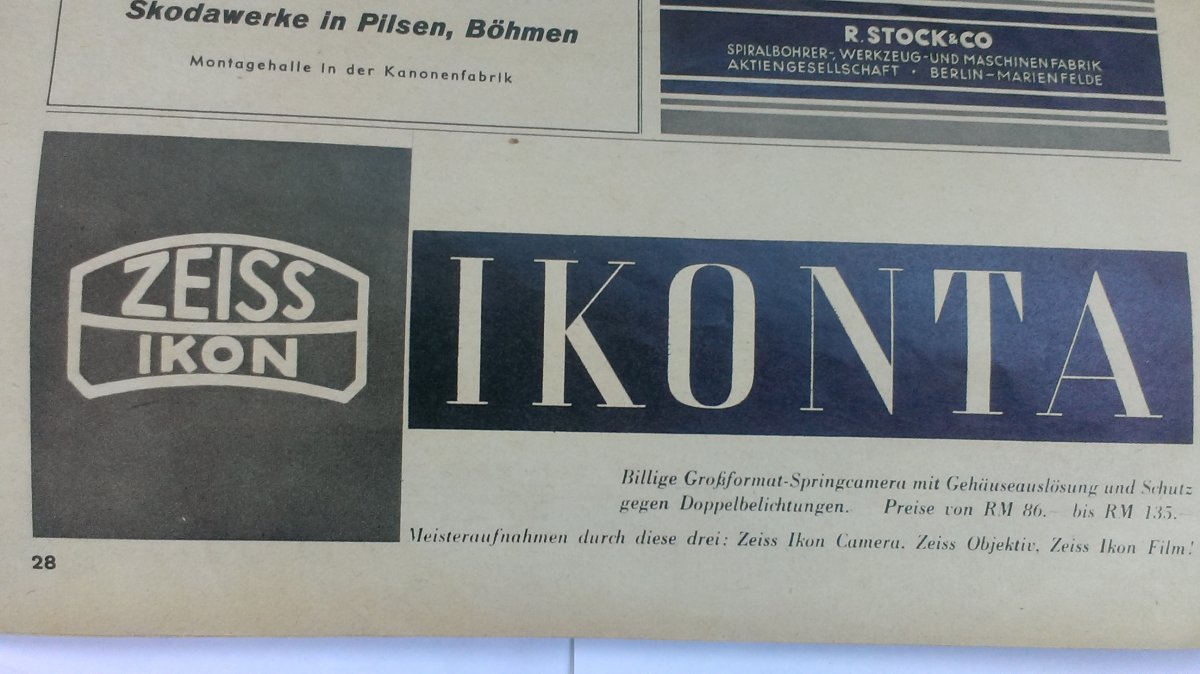 Skodawerke in Pilsen, Böhmen
Montagehalle in der Kanonenfabrik
R. STOCK & CO
SPIRALBOHRER-, WERKZEUG- UND MASCHINENFABRIK
AKTIENGESELLSCHAFT · BERLIN-MARIENFELDE
ZEISS
IKON
IKONTA
Billige Großformat-Springcamera mit Gehäuseauslösung und Schutz
gegen Doppelbelichtungen. Preise von RM 86.– bis RM 135.–
Meisteraufnahmen durch diese drei: Zeiss Ikon Camera, Zeiss Objektiv, Zeiss Ikon Film!
28